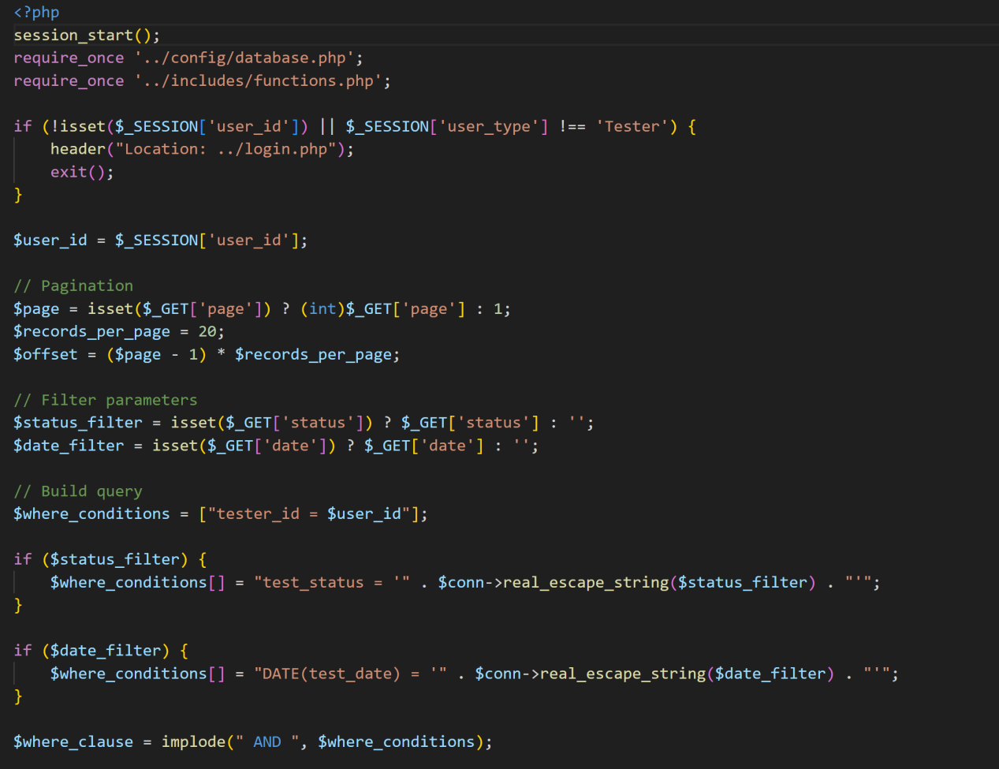 <?php
session_start();
require_once '../config/database.php';
require_once '../includes/functions.php';

if (!isset($_SESSION['user_id']) || $_SESSION['user_type'] !== 'Tester') {
    header("Location: ../login.php");
    exit();
}

$user_id = $_SESSION['user_id'];

// Pagination
$page = isset($_GET['page']) ? (int)$_GET['page'] : 1;
$records_per_page = 20;
$offset = ($page - 1) * $records_per_page;

// Filter parameters
$status_filter = isset($_GET['status']) ? $_GET['status'] : '';
$date_filter = isset($_GET['date']) ? $_GET['date'] : '';

// Build query
$where_conditions = ["tester_id = $user_id"];

if ($status_filter) {
    $where_conditions[] = "test_status = '" . $conn->real_escape_string($status_filter) . "'";
}

if ($date_filter) {
    $where_conditions[] = "DATE(test_date) = '" . $conn->real_escape_string($date_filter) . "'";
}

$where_clause = implode(" AND ", $where_conditions);